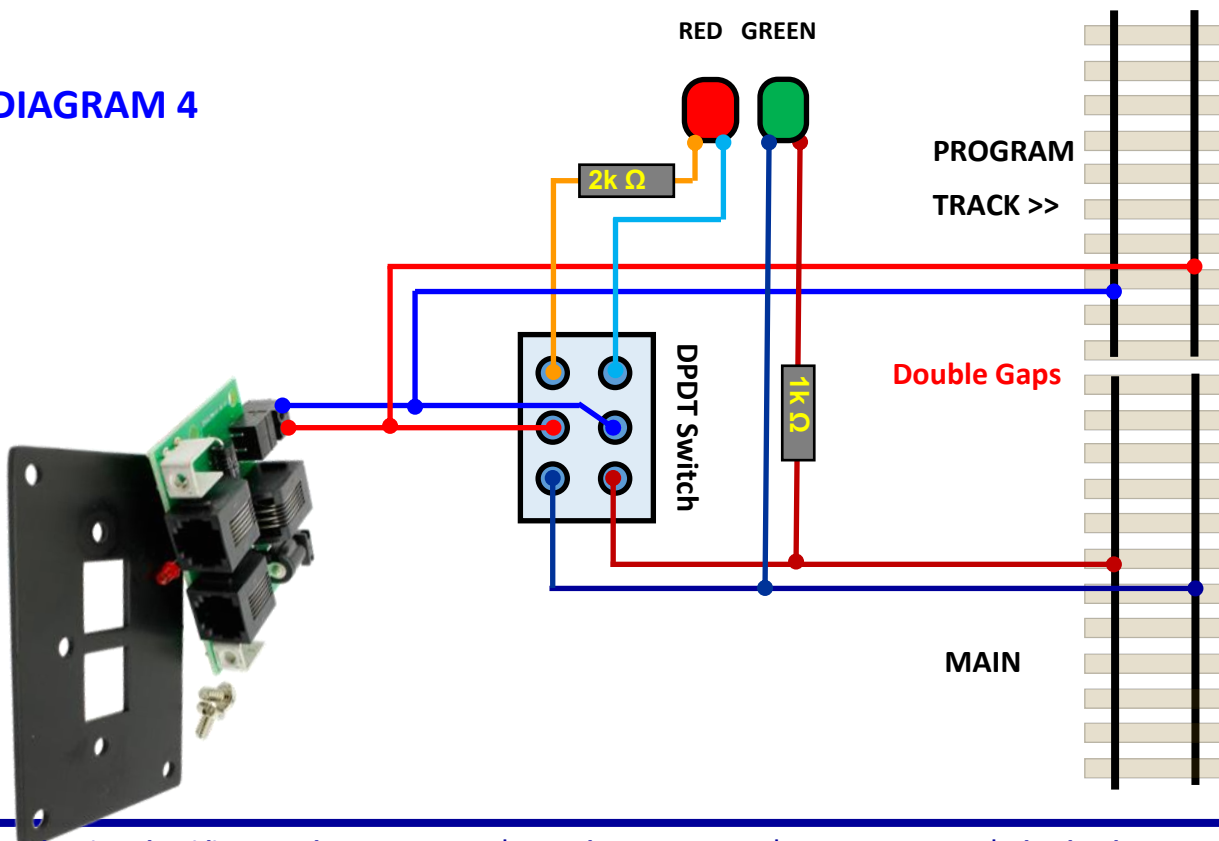 RED GREEN
DIAGRAM 4
2k Ω
PROGRAM
TRACK >>
DPDT Switch
1k Ω
Double Gaps
MAIN